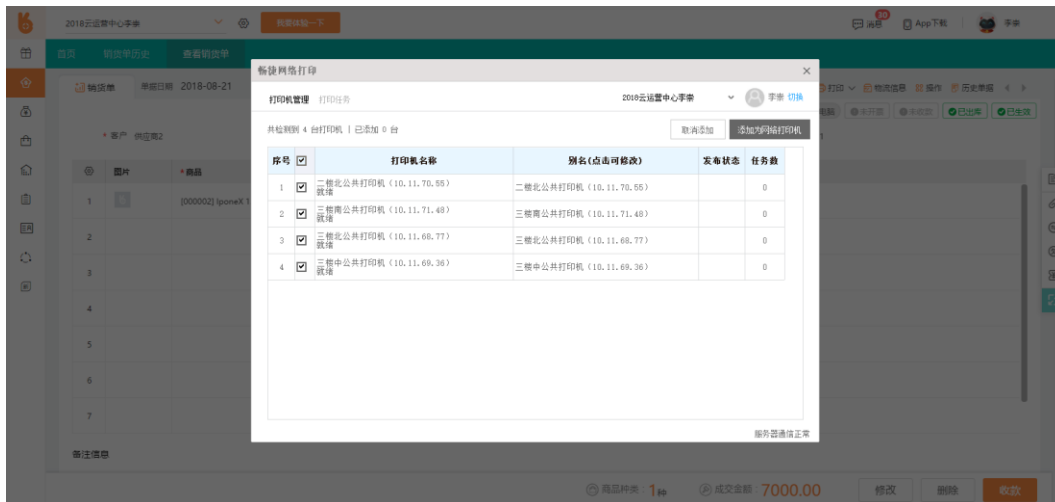 2018云运营中心李崇
我要体验一下
消息
30
App下载
李崇
首页 销货单历史 查看销货单
销货单 单据日期 2018-08-21
打印 物流信息 操作 历史单据
未开票 未收款 已出库 已生效
* 客户 供应商2
图片 *商品
1 [000002] IponeX 1
2
3
4
5
6
7
备注信息
商品种类：1种 成交金额：7000.00 修改 删除 收款
畅捷网络打印
打印机管理 打印任务 2018云运营中心李崇 李崇 切换
共检测到 4 台打印机 | 已添加 0 台 取消添加 添加为网络打印机
序号 打印机名称 别名(点击可修改) 发布状态 任务数
1 二楼北公共打印机（10.11.70.55） 二楼北公共打印机（10.11.70.55） 0
就绪
2 三楼南公共打印机（10.11.71.48） 三楼南公共打印机（10.11.71.48） 0
就绪
3 三楼北公共打印机（10.11.68.77） 三楼北公共打印机（10.11.68.77） 0
就绪
4 三楼中公共打印机（10.11.69.36） 三楼中公共打印机（10.11.69.36） 0
就绪
服务器通信正常